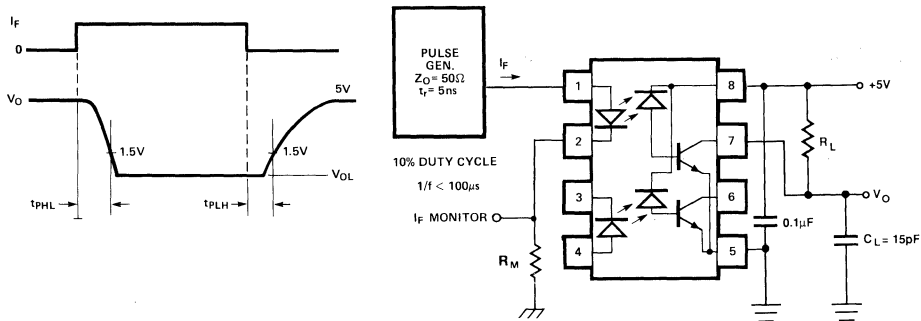 I_F
0
V_O
5V
1.5V
1.5V
V_OL
t_PHL
t_PLH
PULSE
GEN.
Z_O = 50Ω
t_r = 5ns
I_F
10% DUTY CYCLE
1/f < 100μs
I_F MONITOR
R_M
1
2
3
4
8
7
6
5
+5V
R_L
V_O
0.1μF
C_L = 15pF